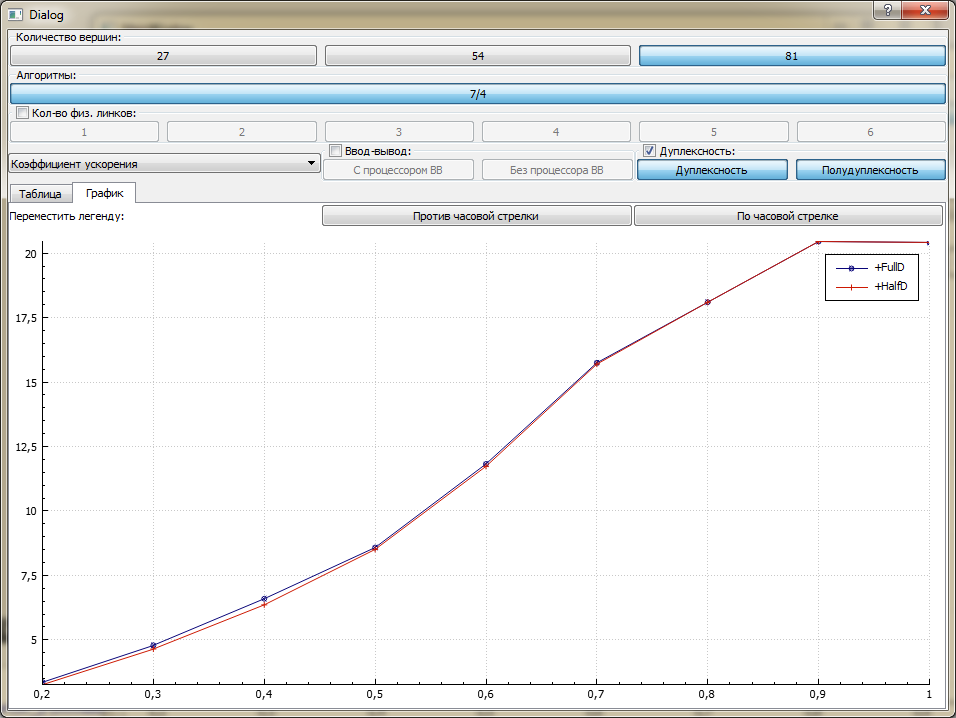 Dialog
Количество вершин:
27 54 81
Алгоритмы:
7/4
Кол-во физ. линков:
1 2 3 4 5 6
Коэффициент ускорения
Ввод-вывод:
С процессором ВВ Без процессора ВВ
Дуплексность:
Дуплексность Полудуплексность
Таблица График
Переместить легенду:
Против часовой стрелки По часовой стрелке
20
17,5
15
12,5
10
7,5
5
+FullD
+HalfD
0,2 0,3 0,4 0,5 0,6 0,7 0,8 0,9 1